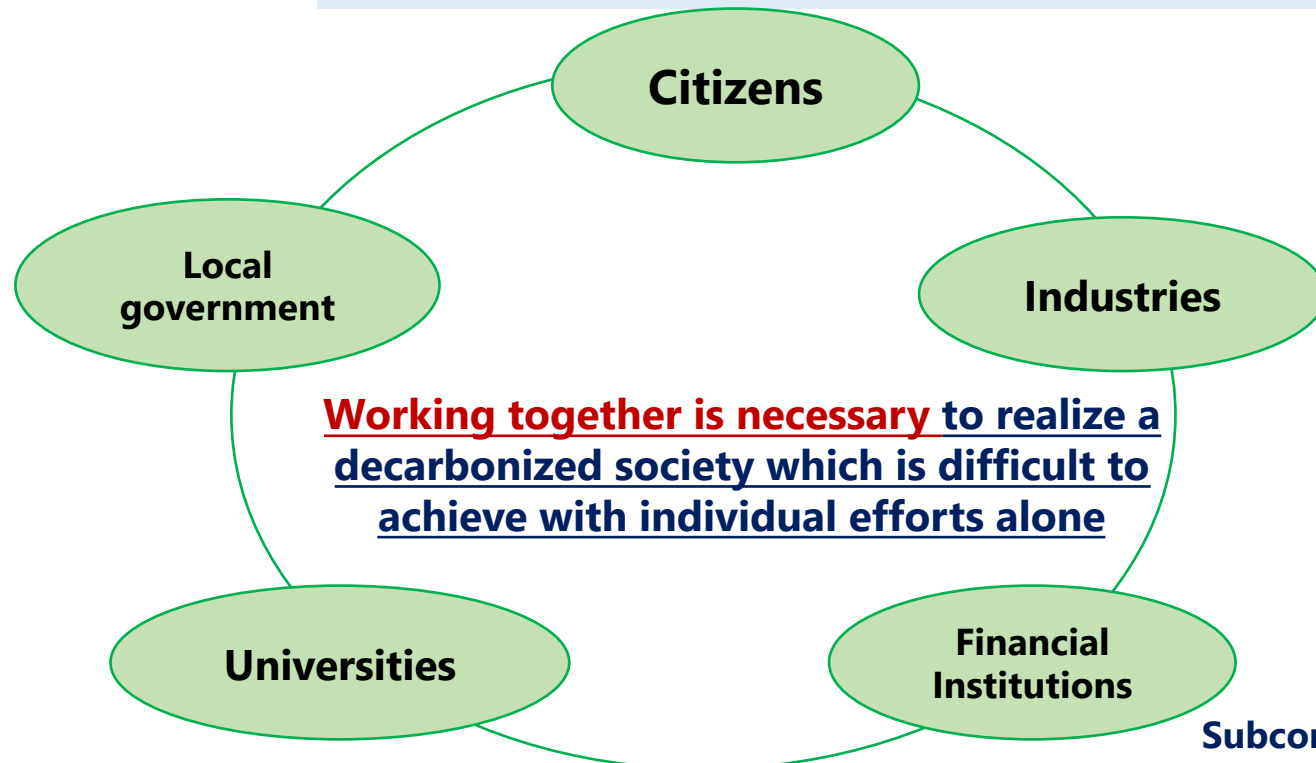 Citizens
Local
government
Industries
Working together is necessary to realize a
decarbonized society which is difficult to
achieve with individual efforts alone
Universities
Financial
Institutions